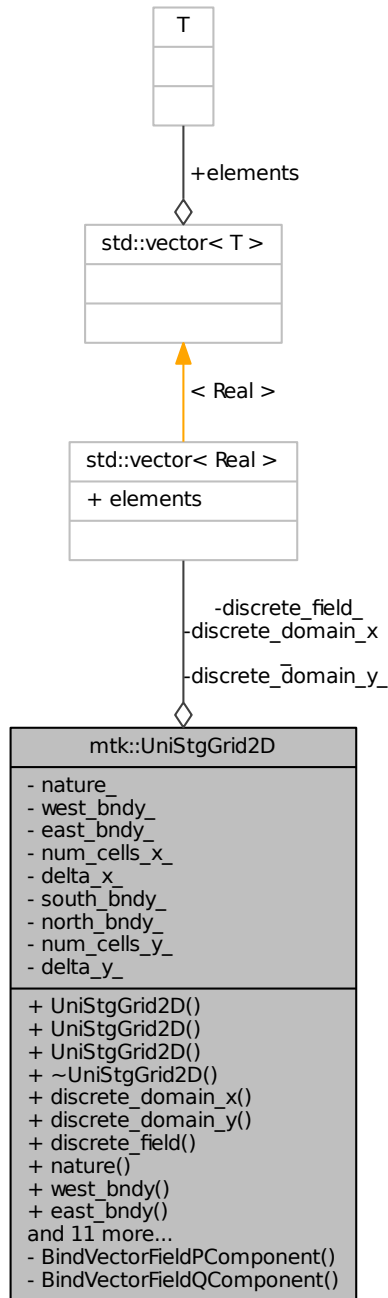 T
+elements
std::vector< T >
< Real >
std::vector< Real >
+ elements
-discrete_field_
-discrete_domain_x
_
-discrete_domain_y_
mtk::UniStgGrid2D
- nature_
- west_bndy_
- east_bndy_
- num_cells_x_
- delta_x_
- south_bndy_
- north_bndy_
- num_cells_y_
- delta_y_
+ UniStgGrid2D()
+ UniStgGrid2D()
+ UniStgGrid2D()
+ ~UniStgGrid2D()
+ discrete_domain_x()
+ discrete_domain_y()
+ discrete_field()
+ nature()
+ west_bndy()
+ east_bndy()
and 11 more...
- BindVectorFieldPComponent()
- BindVectorFieldQComponent()